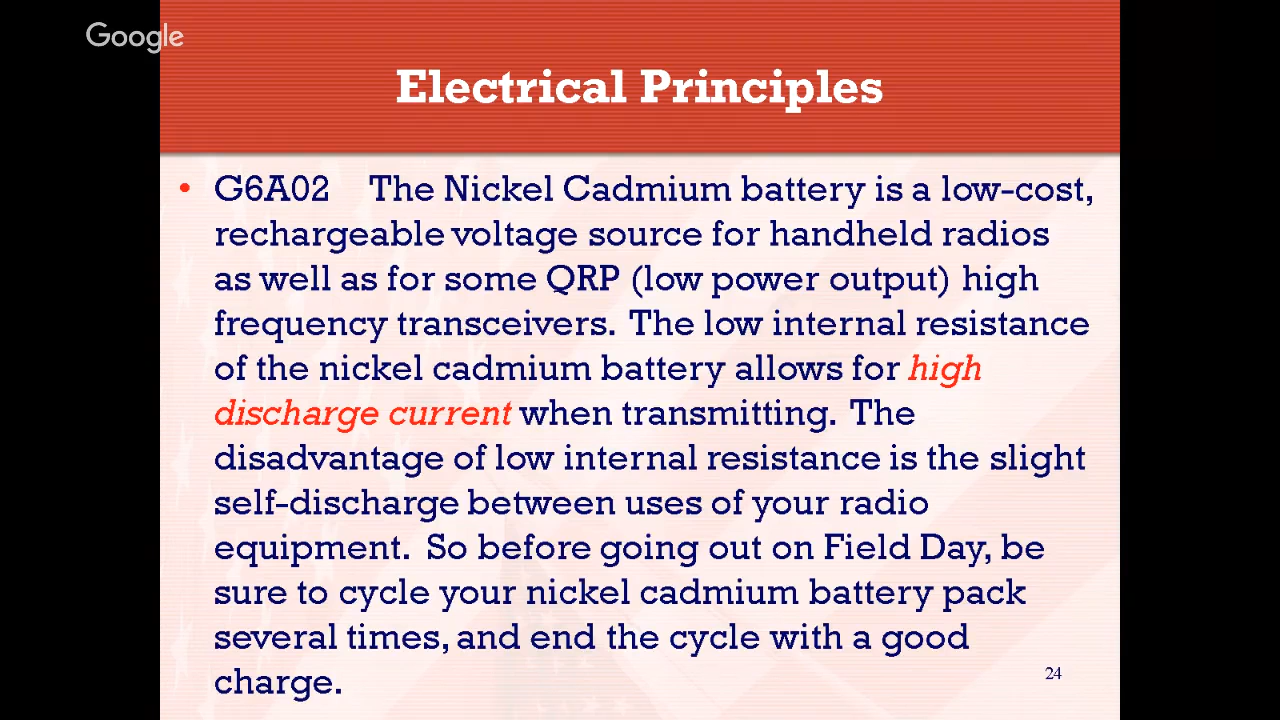 Google
Electrical Principles
• G6A02 The Nickel Cadmium battery is a low-cost,
rechargeable voltage source for handheld radios
as well as for some QRP (low power output) high
frequency transceivers. The low internal resistance
of the nickel cadmium battery allows for high
discharge current when transmitting. The
disadvantage of low internal resistance is the slight
self-discharge between uses of your radio
equipment. So before going out on Field Day, be
sure to cycle your nickel cadmium battery pack
several times, and end the cycle with a good
charge.
24